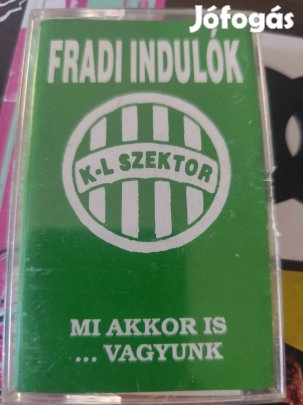 Jófogás
FRADI INDULÓK
K-L SZEKTOR
MI AKKOR IS
... VAGYUNK